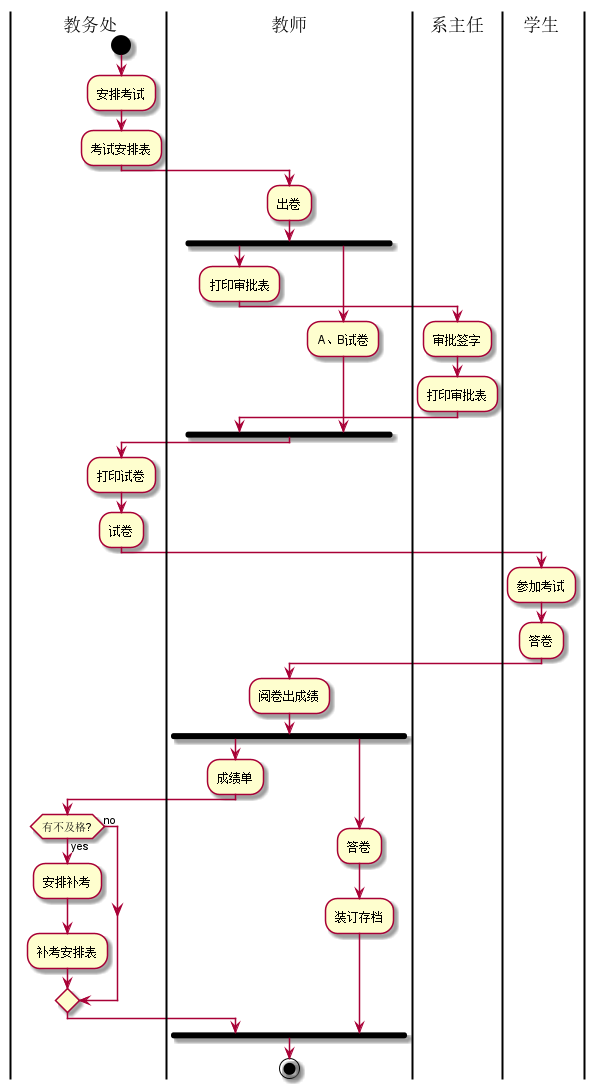 教务处
教师
系主任
学生
安排考试
考试安排表
出卷
打印审批表
A、B试卷
审批签字
打印审批表
打印试卷
试卷
参加考试
答卷
阅卷出成绩
成绩单
有不及格?
no
yes
答卷
安排补考
装订存档
补考安排表